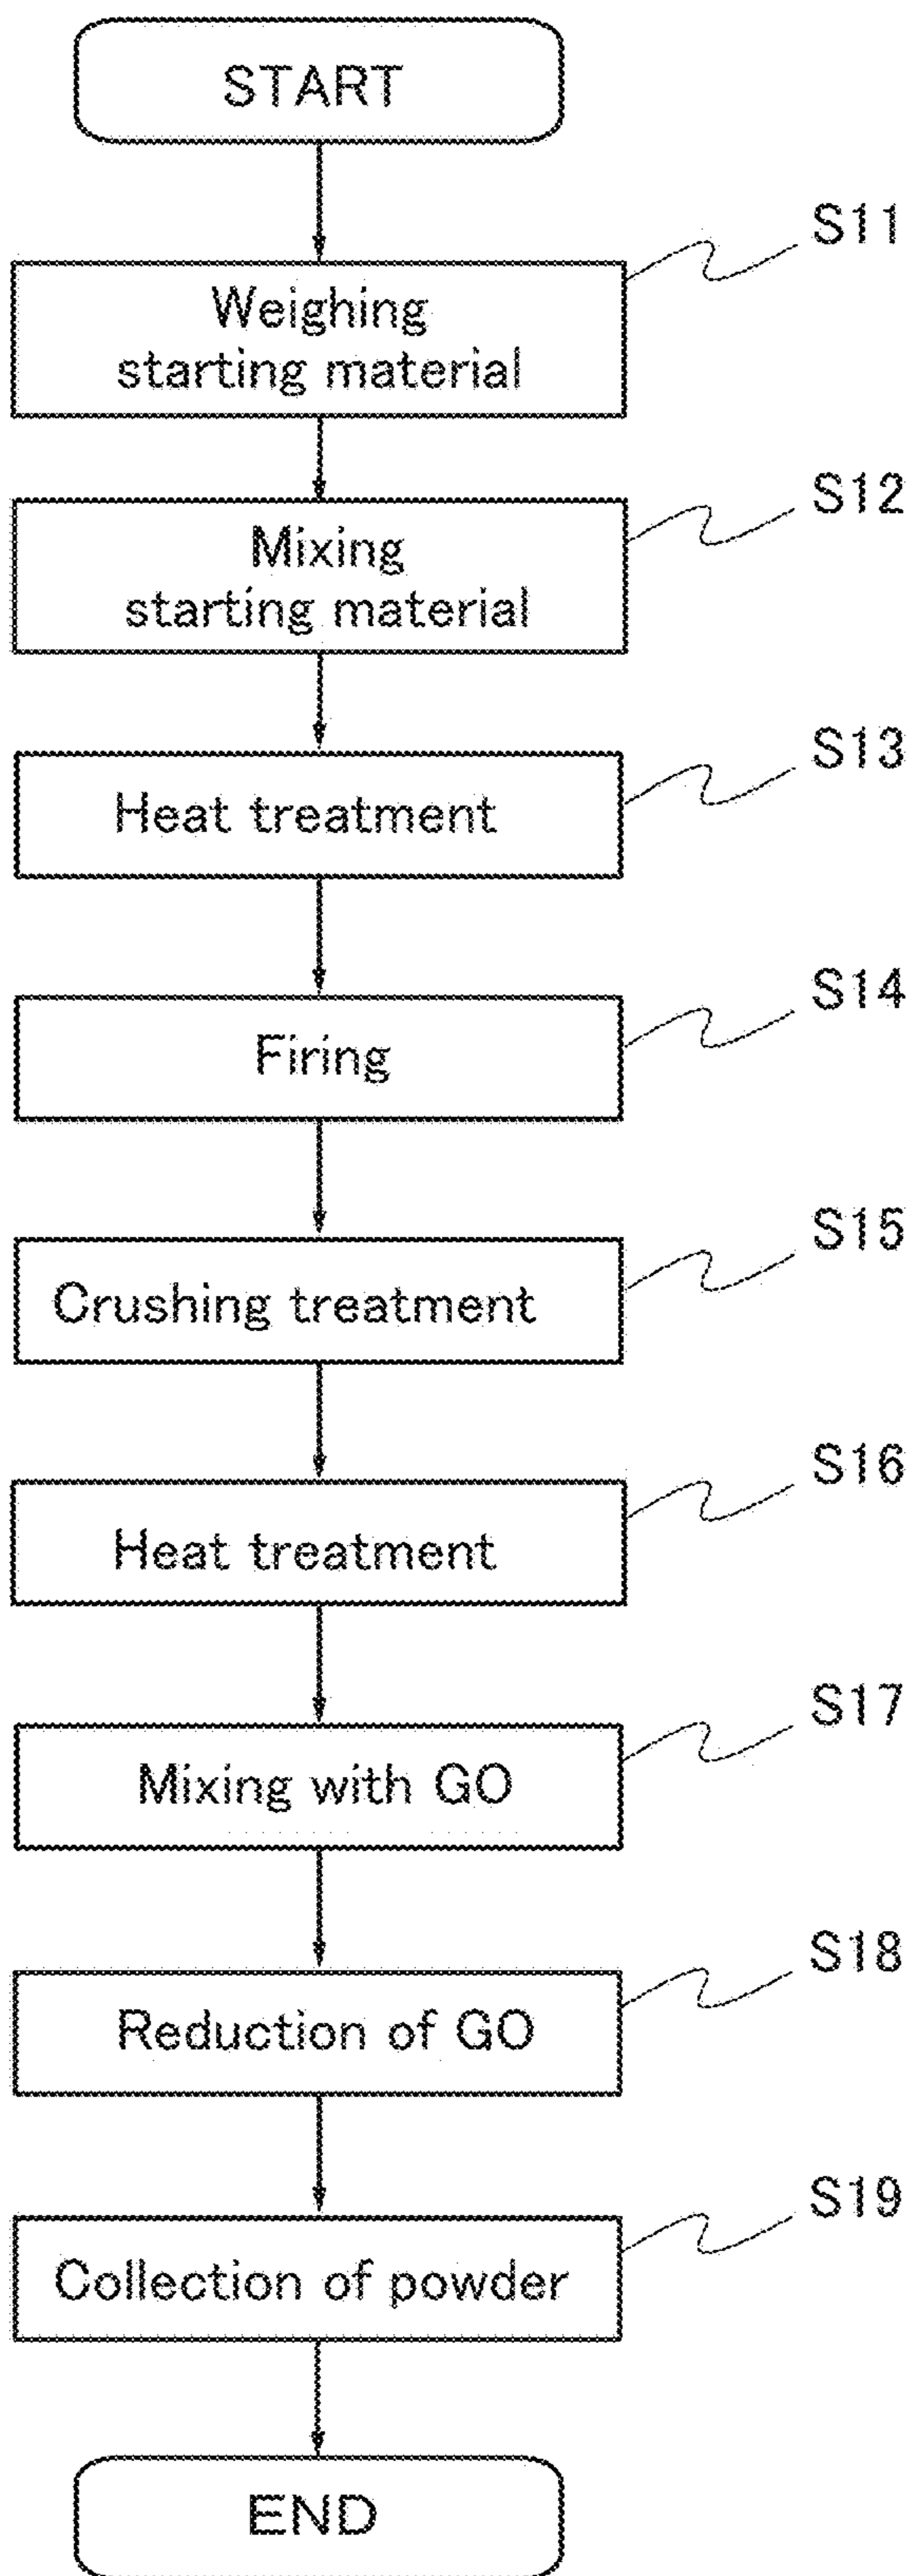 START
S11
Weighing
starting material
S12
Mixing
starting material
S13
Heat treatment
S14
Firing
S15
Crushing treatment
S16
Heat treatment
S17
Mixing with GO
S18
Reduction of GO
S19
Collection of powder
END